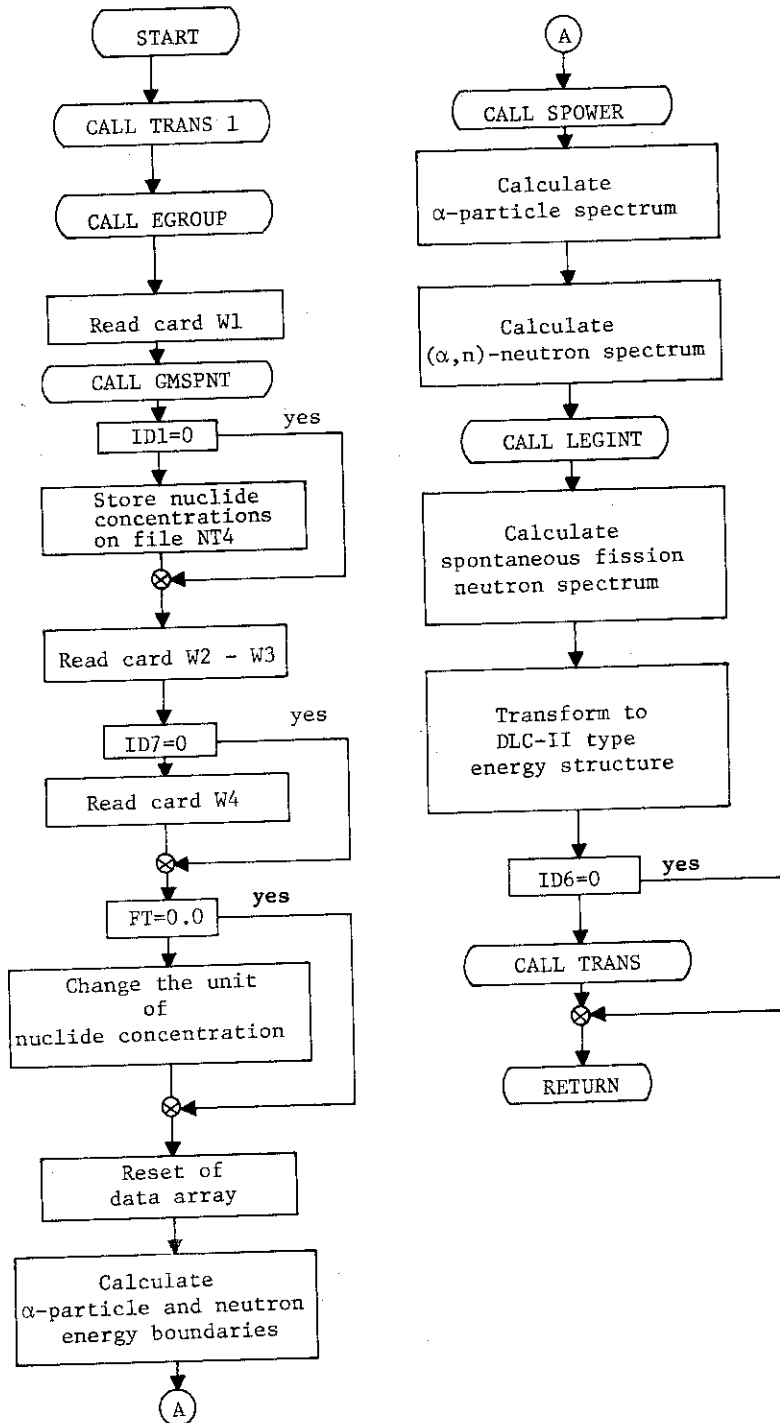 START
CALL TRANS 1
CALL EGROUP
Read card W1
CALL GMSPNT
ID1=0
yes
Store nuclide
concentrations
on file NT4
Read card W2 - W3
ID7=0
yes
Read card W4
FT=0.0
yes
Change the unit
of
nuclide concentration
Reset of
data array
Calculate
α-particle and neutron
energy boundaries
A
A
CALL SPOWER
Calculate
α-particle spectrum
Calculate
(α,n)-neutron spectrum
CALL LEGINT
Calculate
spontaneous fission
neutron spectrum
Transform to
DLC-II type
energy structure
ID6=0
yes
CALL TRANS
RETURN